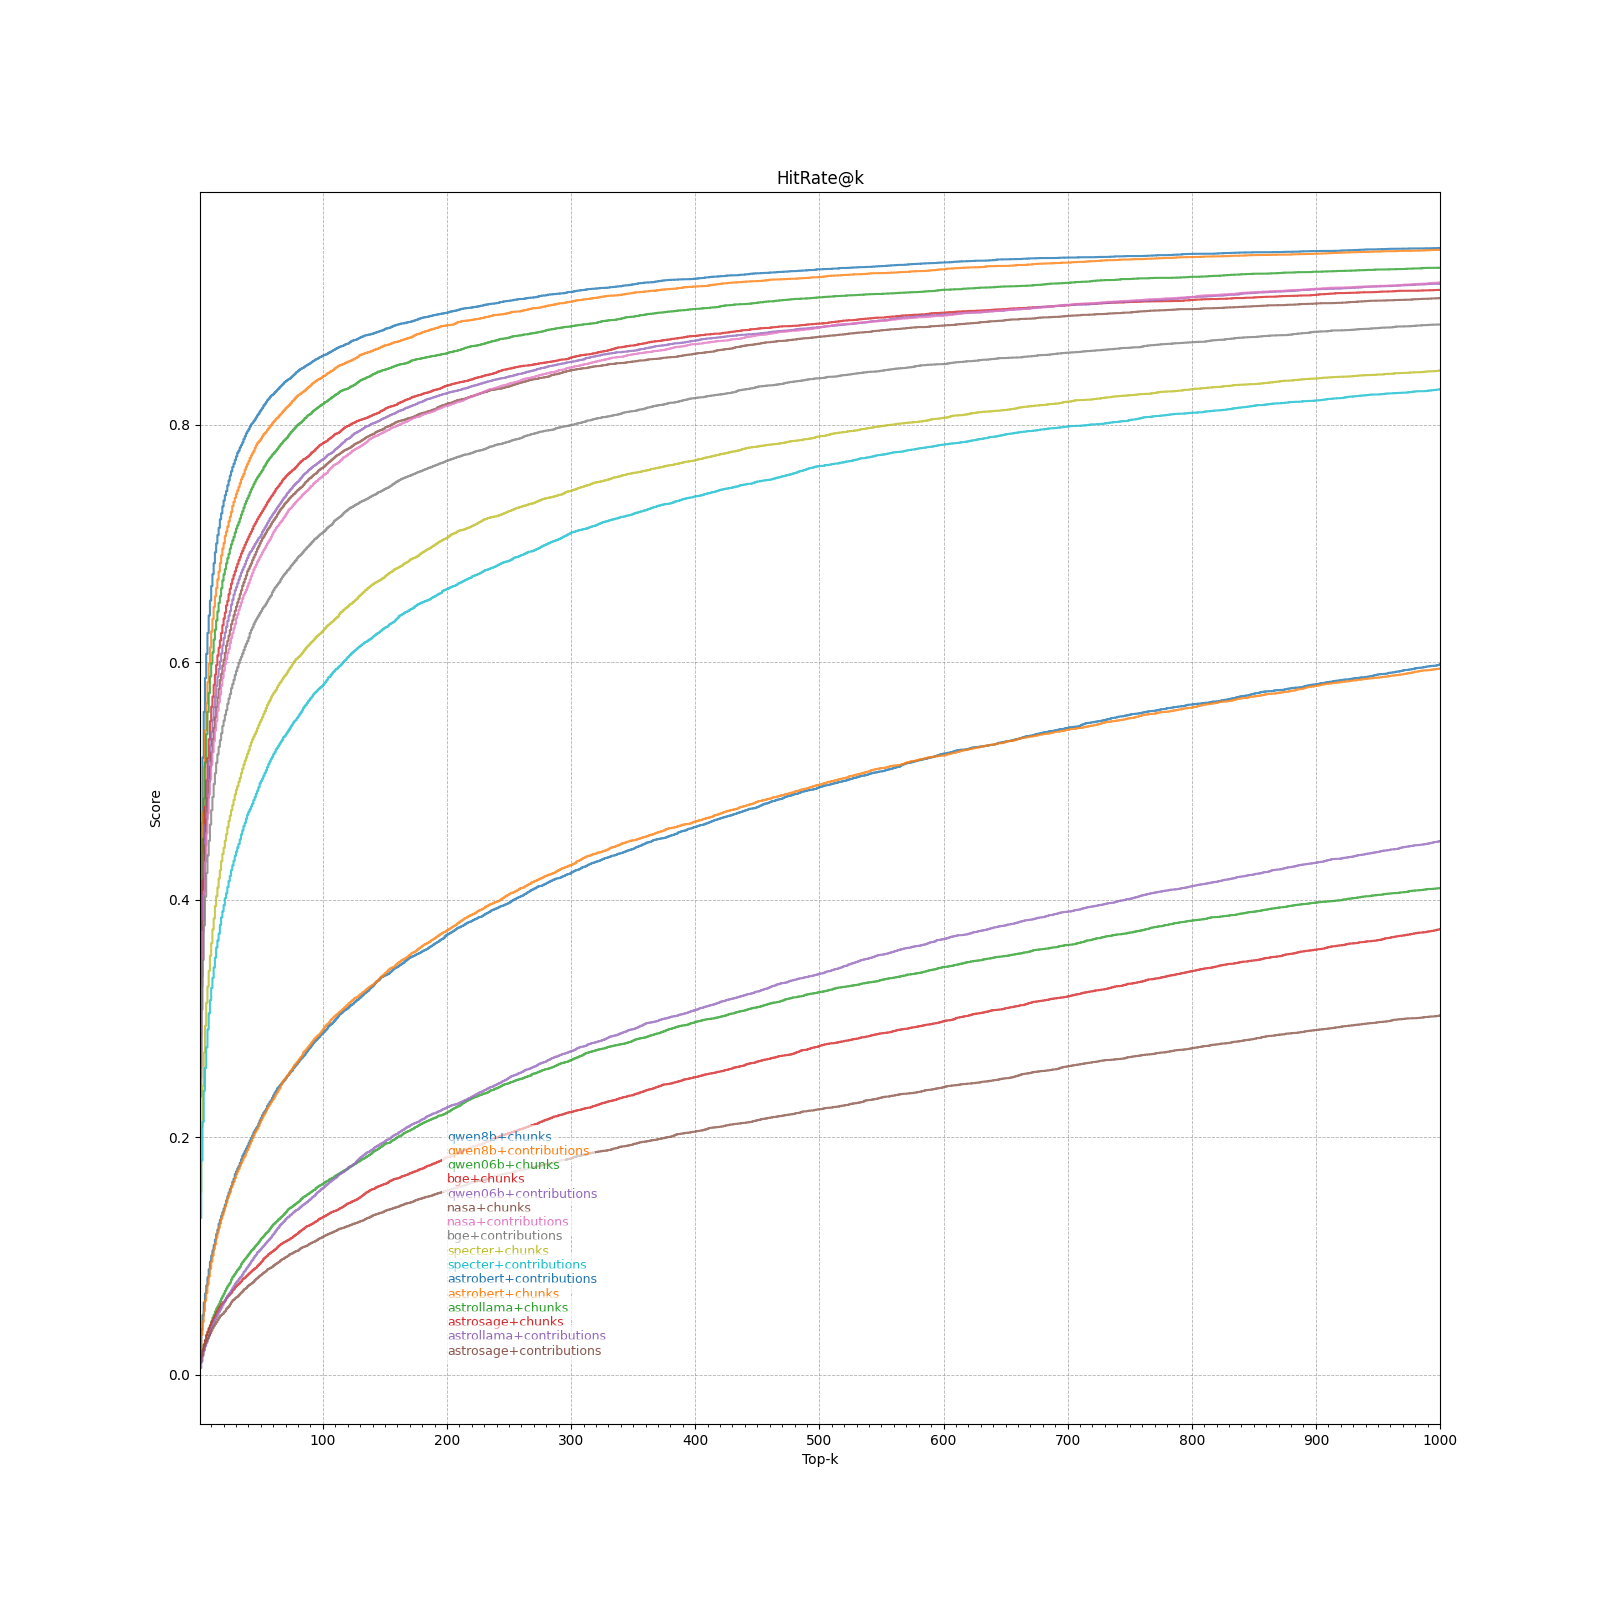 HitRate@k
0.8
0.6
0.4
0.2
0.0
Score
qwen8b+chunks
qwen8b+contributions
qwen06b+chunks
bge+chunks
qwen06b+contributions
nasa+chunks
nasa+contributions
bge+contributions
specter+chunks
specter+contributions
astrobert+contributions
astrobert+chunks
astrollama+chunks
astrosage+chunks
astrollama+contributions
astrosage+contributions
100 200 300 400 500 600 700 800 900 1000
Top-k